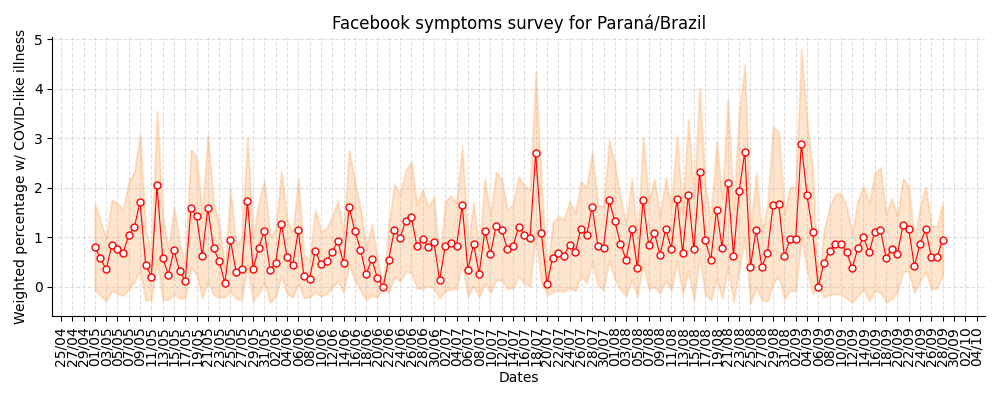 Facebook symptoms survey for Paraná/Brazil
Weighted percentage w/ COVID-like illness
5
4
3
2
1
0
25/04 27/04 29/04 01/05 03/05 05/05 07/05 09/05 11/05 13/05 15/05 17/05 19/05 21/05 23/05 25/05 27/05 29/05 31/05 02/06 04/06 06/06 08/06 10/06 12/06 14/06 16/06 18/06 20/06 22/06 24/06 26/06 28/06 30/06 02/07 04/07 06/07 08/07 10/07 12/07 14/07 16/07 18/07 20/07 22/07 24/07 26/07 28/07 30/07 01/08 03/08 05/08 07/08 09/08 11/08 13/08 15/08 17/08 19/08 21/08 23/08 25/08 27/08 29/08 31/08 02/09 04/09 06/09 08/09 10/09 12/09 14/09 16/09 18/09 20/09 22/09 24/09 26/09 28/09 30/09 02/10 04/10
Dates